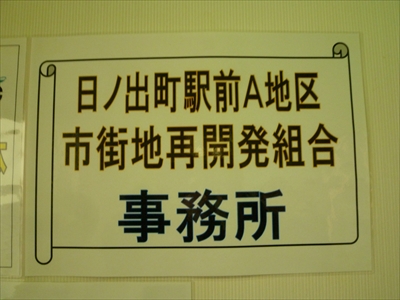 日ノ出町駅前A地区
市街地再開発組合
事務所